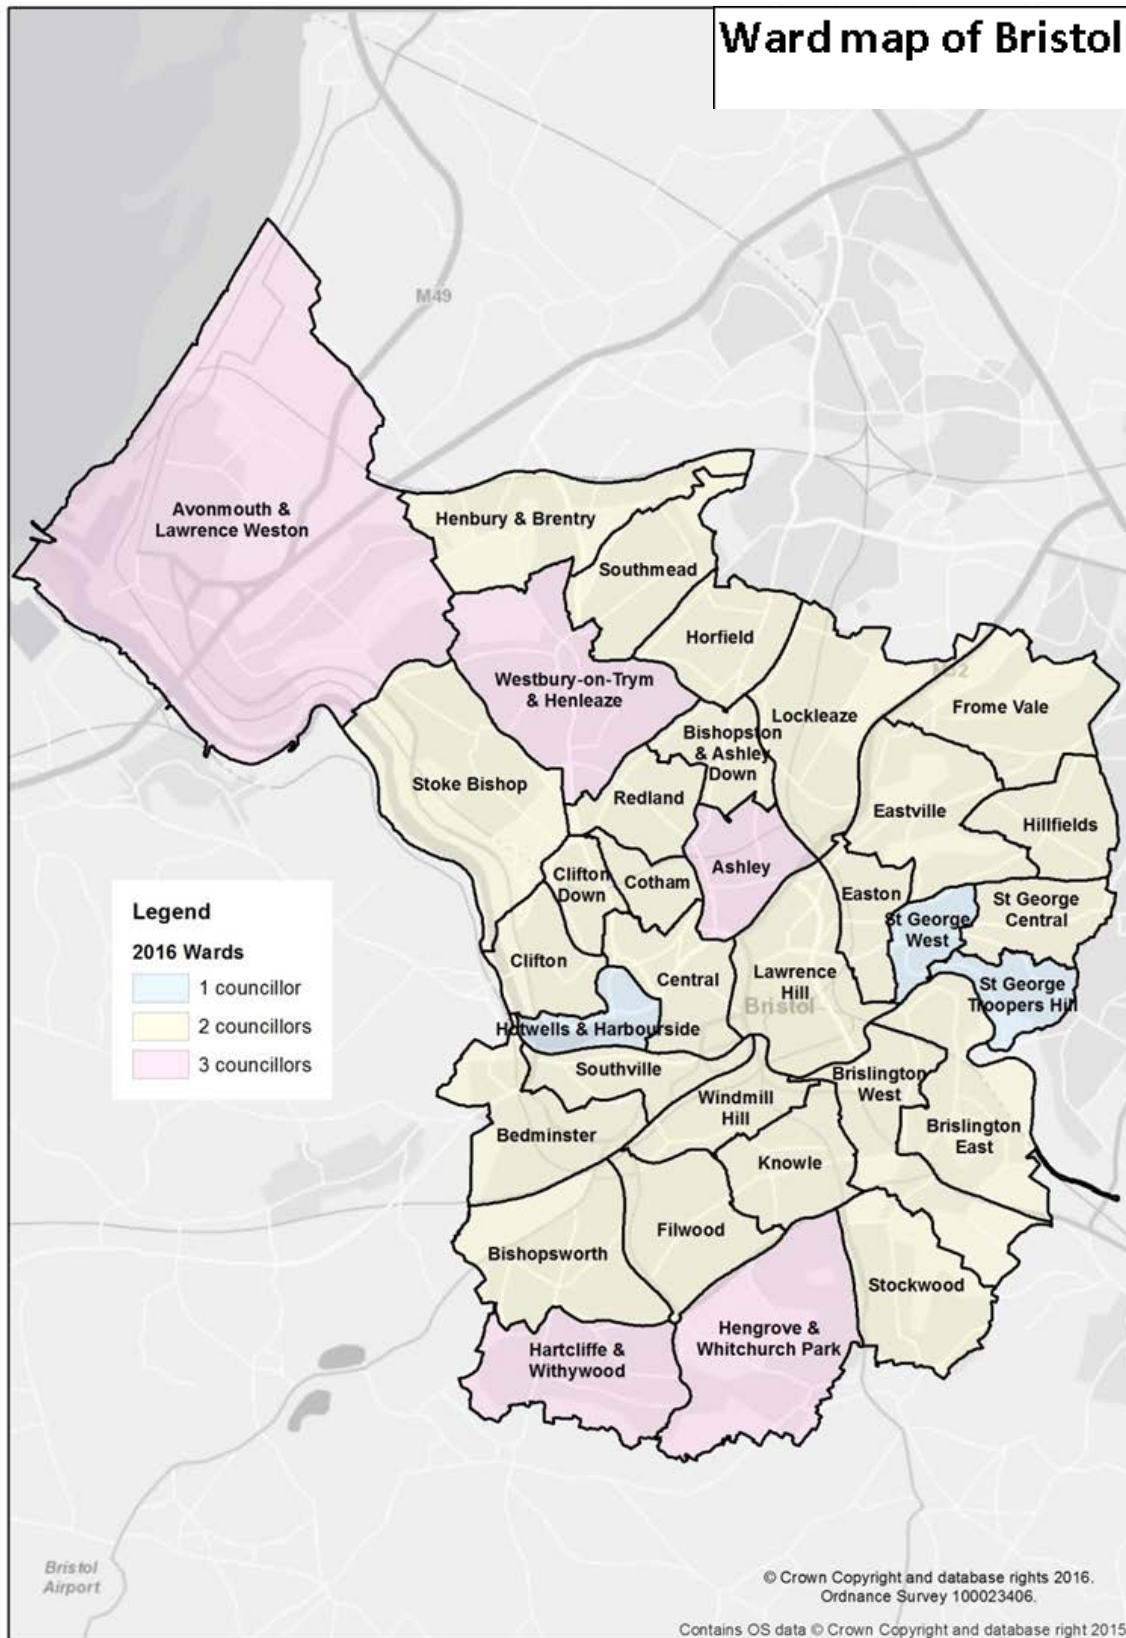 Ward map of Bristol
M49
Avonmouth &
Lawrence Weston
Henbury & Brentry
Southmead
Horfield
Westbury-on-Trym
& Henleaze
Lockleaze
Frome Vale
Bishopston
& Ashley
Down
Stoke Bishop
Redland
Eastville
Hillfields
Ashley
Clifton
Down
Cotham
Easton
St George
Central
St George
West
Clifton
Central
Lawrence
Hill
St George
Troopers Hill
Bristol
Hotwells & Harbourside
Southville
Brislington
West
Windmill
Hill
Bedminster
Brislington
East
Knowle
Filwood
Bishopsworth
Stockwood
Hengrove &
Whitchurch Park
Hartcliffe &
Withywood
Legend
2016 Wards
1 councillor
2 councillors
3 councillors
Bristol
Airport
© Crown Copyright and database rights 2016.
Ordnance Survey 100023406.
Contains OS data © Crown Copyright and database right 2015